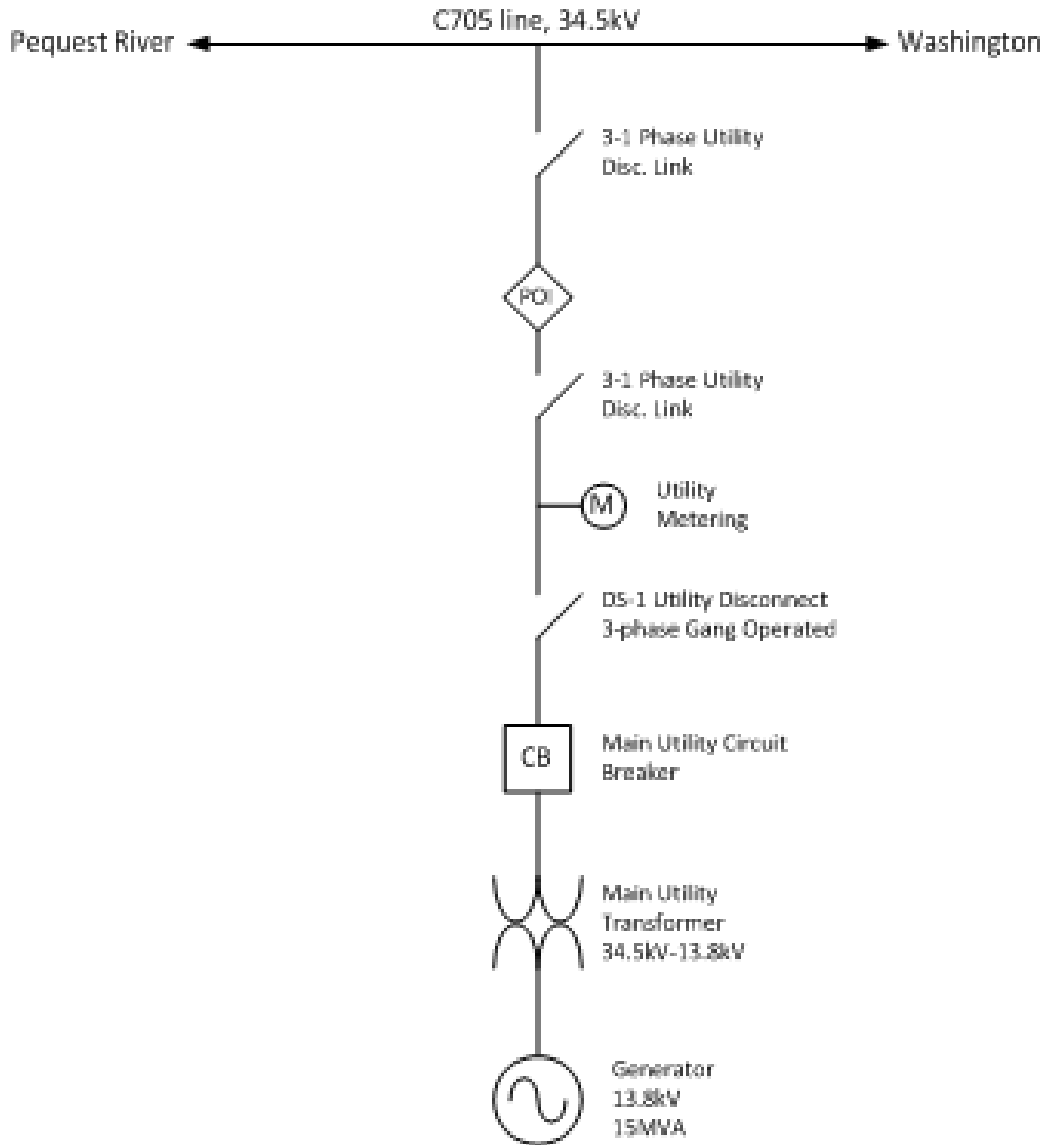 C705 line, 34.5kV
Pequest River
Washington
3-1 Phase Utility
Disc. Link
POI
3-1 Phase Utility
Disc. Link
M
Utility
Metering
DS-1 Utility Disconnect
3-phase Gang Operated
CB
Main Utility Circuit
Breaker
Main Utility
Transformer
34.5kV-13.8kV
Generator
13.8kV
15MVA